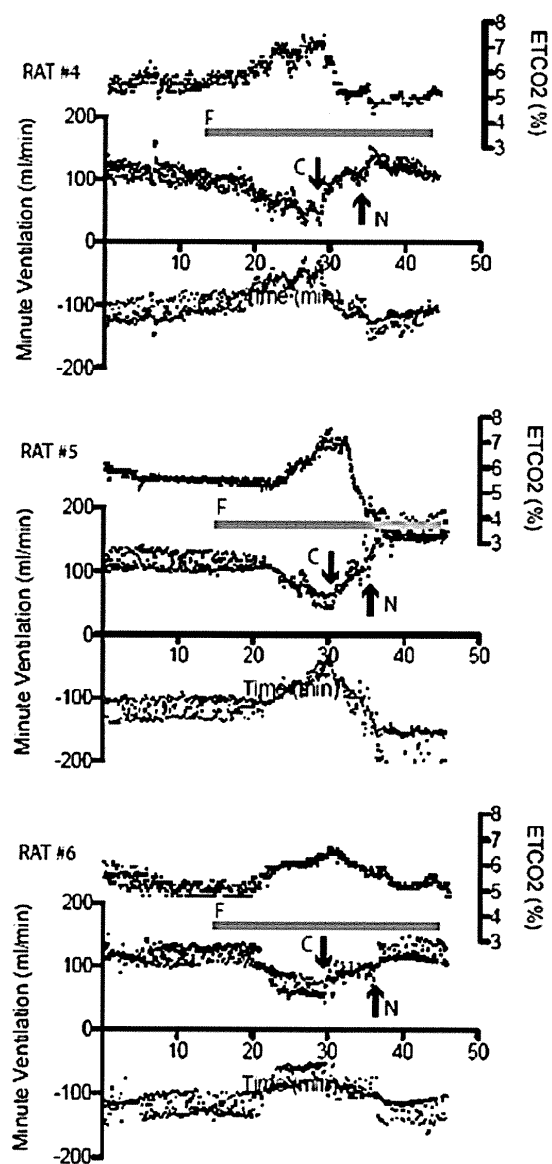 RAT #4
8
7
6
5
4
3
ETCO2 (%)
Minute Ventilation (ml/min)
200
100
0
-100
-200
F
C
N
10 20 30 40 50
Time (min)
RAT #5
8
7
6
5
4
3
ETCO2 (%)
Minute Ventilation (ml/min)
200
100
0
-100
-200
F
C
N
10 20 30 40 50
Time (min)
RAT #6
8
7
6
5
4
3
ETCO2 (%)
Minute Ventilation (ml/min)
200
100
0
-100
-200
F
C
N
10 20 30 40 50
Time (min)